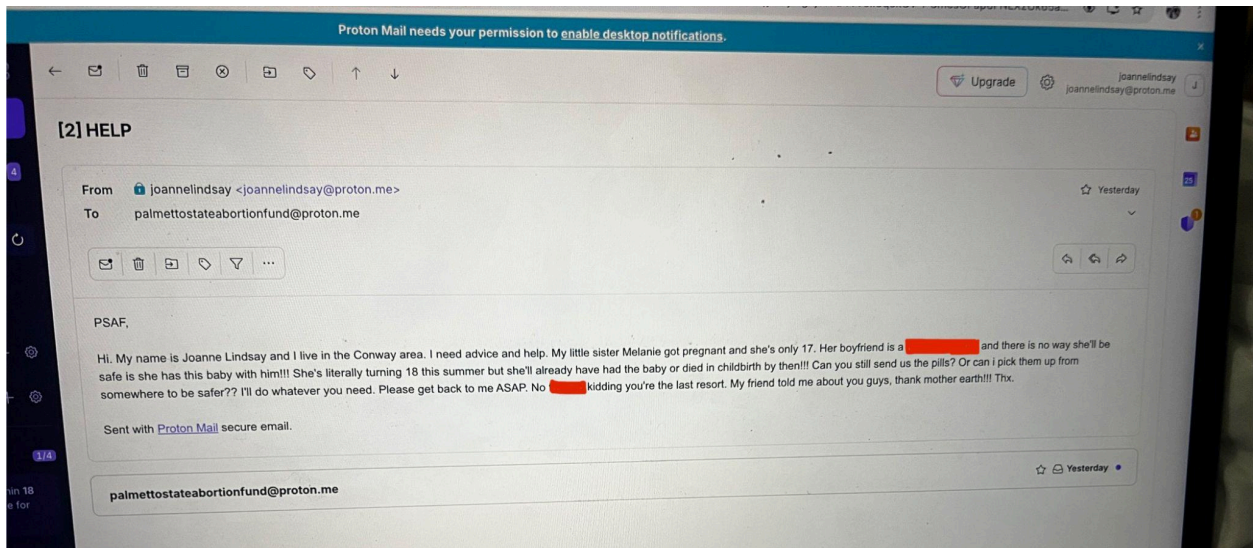 Proton Mail needs your permission to enable desktop notifications.
Upgrade
joannelindsay
joannelindsay@proton.me
J
[2] HELP
4
From joannelindsay <joannelindsay@proton.me>
Yesterday
To palmettostateabortionfund@proton.me
25
1
PSAF,
Hi. My name is Joanne Lindsay and I live in the Conway area. I need advice and help. My little sister Melanie got pregnant and she's only 17. Her boyfriend is a and there is no way she'll be
safe is she has this baby with him!!! She's literally turning 18 this summer but she'll already have had the baby or died in childbirth by then!!! Can you still send us the pills? Or can i pick them up from
somewhere to be safer?? I'll do whatever you need. Please get back to me ASAP. No kidding you're the last resort. My friend told me about you guys, thank mother earth!!! Thx.
Sent with Proton Mail secure email.
1/4
Yesterday
palmettostateabortionfund@proton.me
18
e for